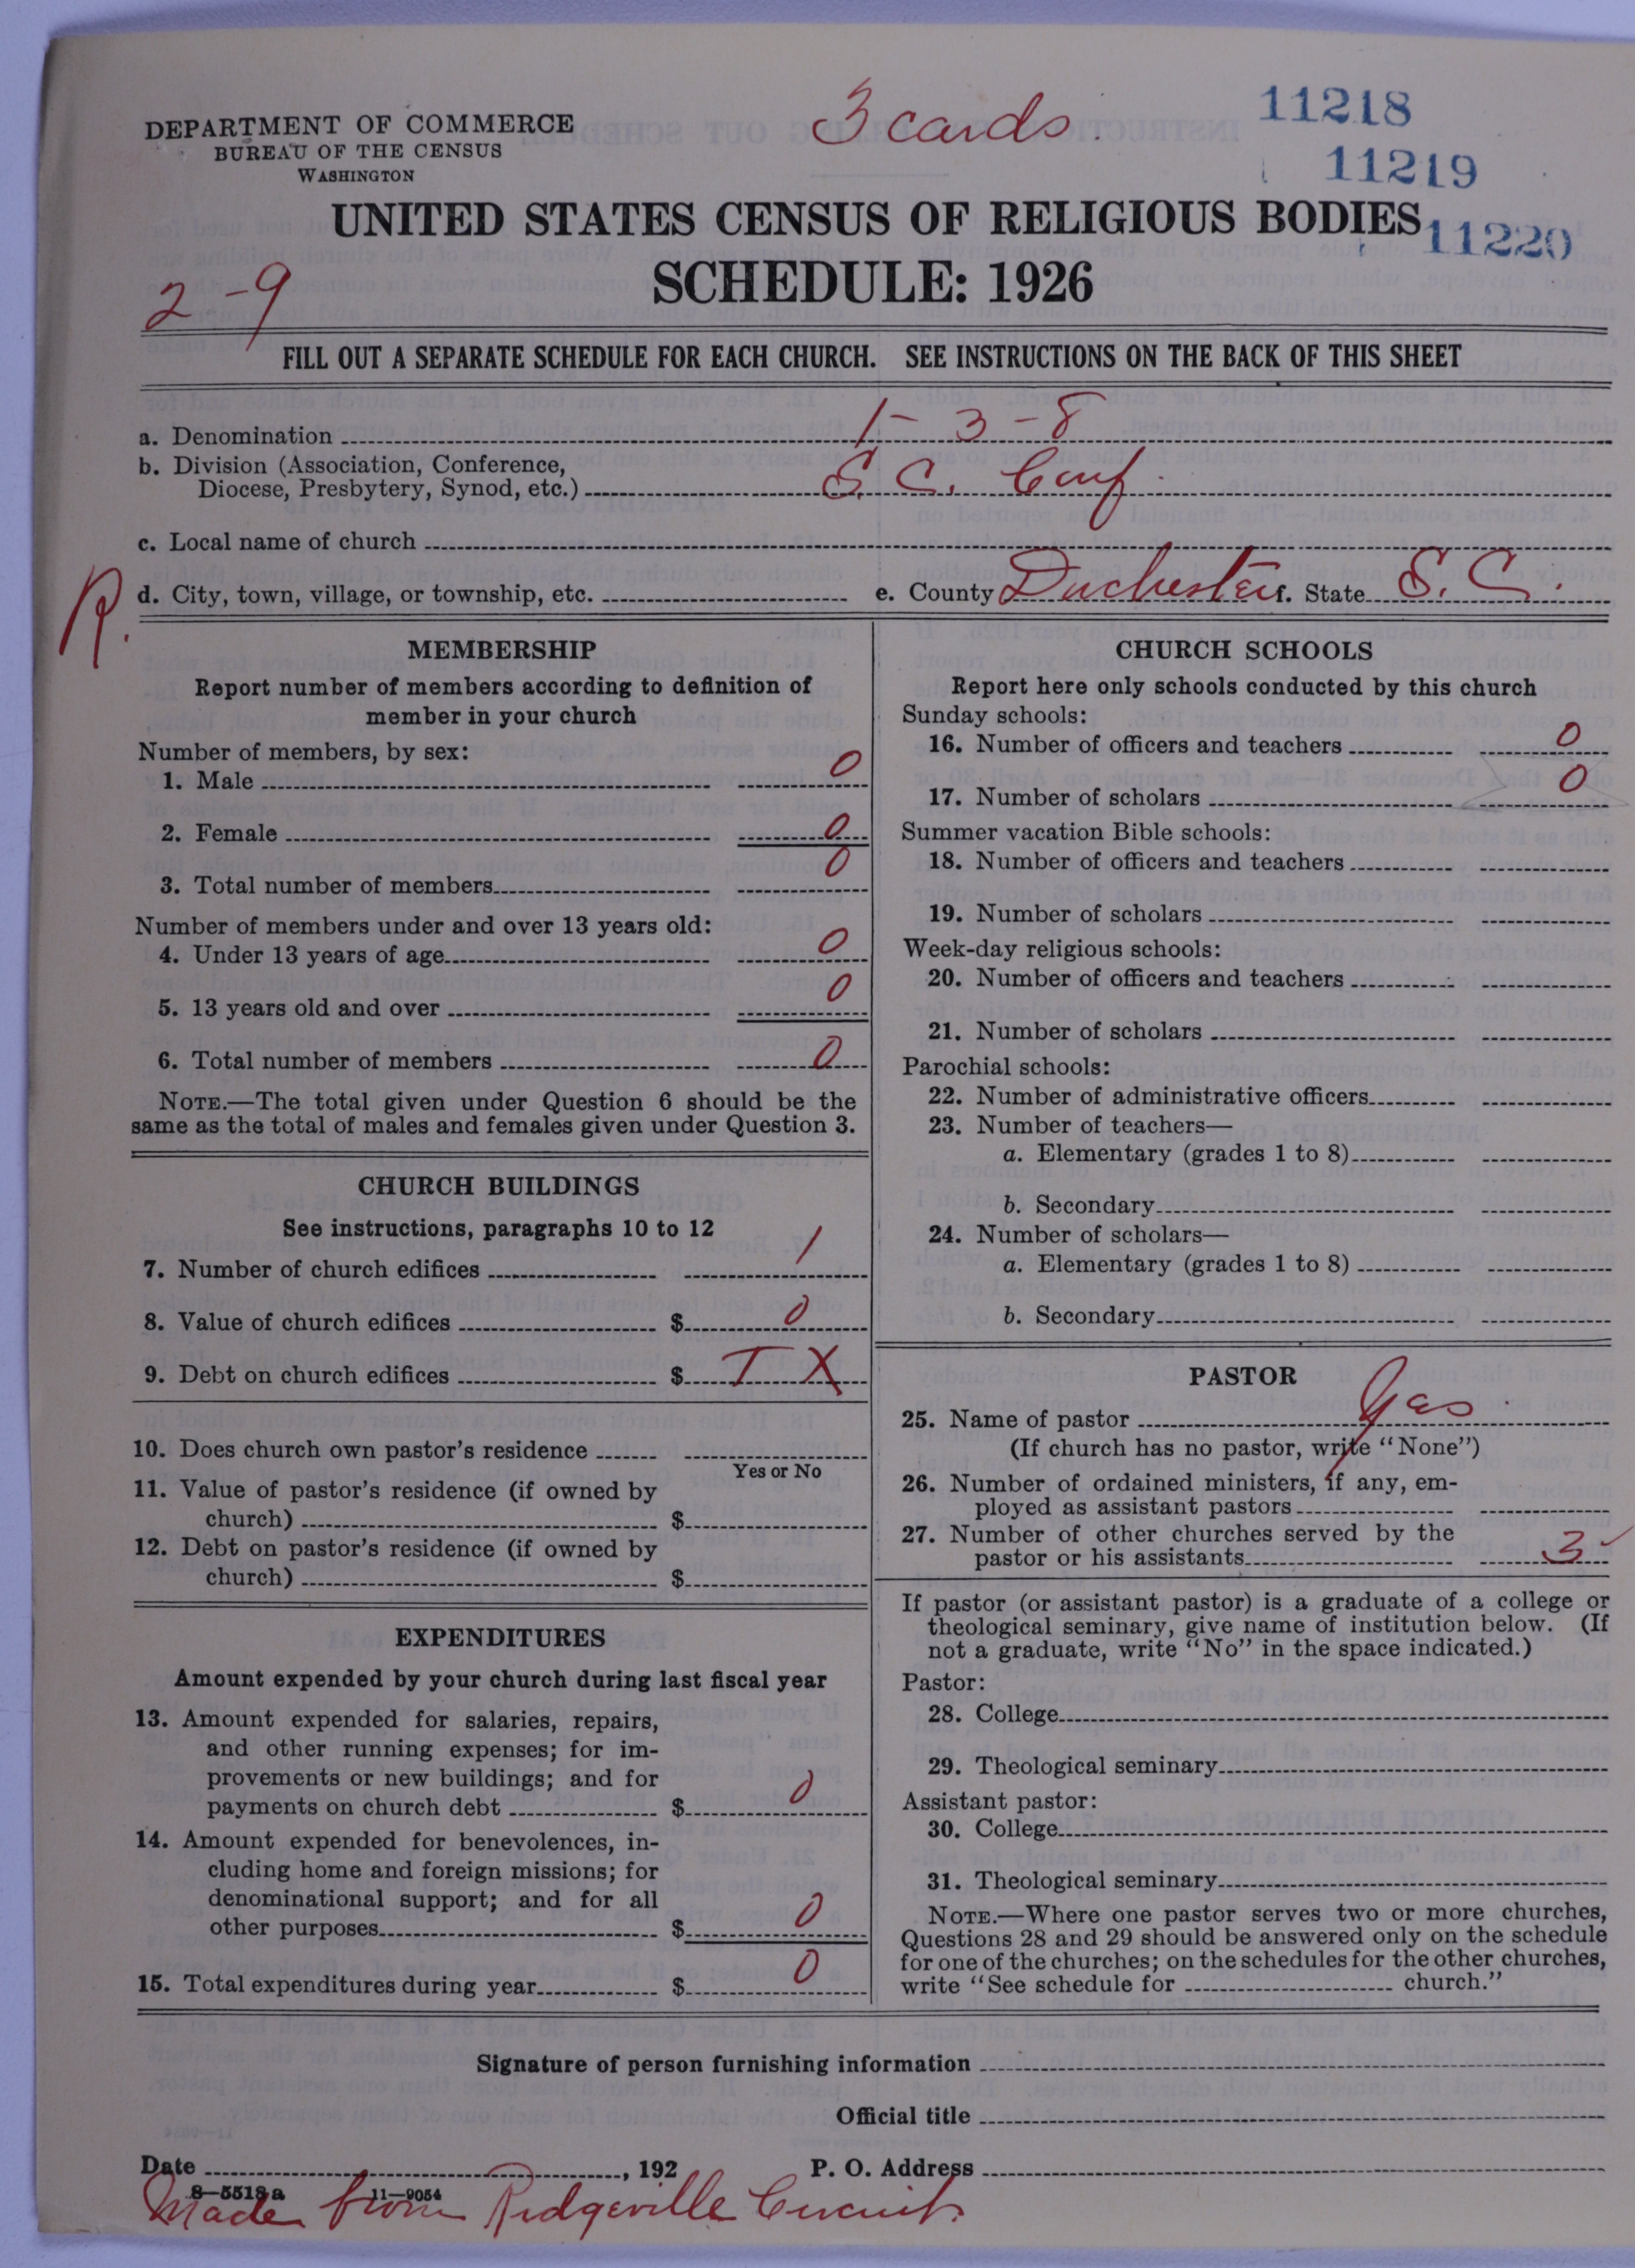 DEPARTMENT OF COMMERCE
BUREAU OF THE CENSUS
WASHINGTON
3 cards.
11218
11219
11220
UNITED STATES CENSUS OF RELIGIOUS BODIES
SCHEDULE: 1926
2-9
FILL OUT A SEPARATE SCHEDULE FOR EACH CHURCH. SEE INSTRUCTIONS ON THE BACK OF THIS SHEET
a. Denomination 1-3-8
b. Division (Association, Conference,
Diocese, Presbytery, Synod, etc.) S. C. Conf.
c. Local name of church
R.
d. City, town, village, or township, etc. e. County Duchester f. State S. C.
MEMBERSHIP
Report number of members according to definition of
member in your church
Number of members, by sex:
1. Male 0
2. Female 0
3. Total number of members 0
Number of members under and over 13 years old:
4. Under 13 years of age 0
5. 13 years old and over 0
6. Total number of members 0
NOTE.—The total given under Question 6 should be the
same as the total of males and females given under Question 3.
CHURCH BUILDINGS
See instructions, paragraphs 10 to 12
7. Number of church edifices 1
8. Value of church edifices $ 0
9. Debt on church edifices $ T X
10. Does church own pastor's residence
Yes or No
11. Value of pastor's residence (if owned by
church) $
12. Debt on pastor's residence (if owned by
church) $
EXPENDITURES
Amount expended by your church during last fiscal year
13. Amount expended for salaries, repairs,
and other running expenses; for im-
provements or new buildings; and for
payments on church debt $ 0
14. Amount expended for benevolences, in-
cluding home and foreign missions; for
denominational support; and for all
other purposes $ 0
15. Total expenditures during year $ 0
CHURCH SCHOOLS
Report here only schools conducted by this church
Sunday schools:
16. Number of officers and teachers 0
17. Number of scholars 0
Summer vacation Bible schools:
18. Number of officers and teachers
19. Number of scholars
Week-day religious schools:
20. Number of officers and teachers
21. Number of scholars
Parochial schools:
22. Number of administrative officers
23. Number of teachers—
a. Elementary (grades 1 to 8)
b. Secondary
24. Number of scholars—
a. Elementary (grades 1 to 8)
b. Secondary
PASTOR
25. Name of pastor Yes
(If church has no pastor, write "None")
26. Number of ordained ministers, if any, em-
ployed as assistant pastors
27. Number of other churches served by the
pastor or his assistants 3
If pastor (or assistant pastor) is a graduate of a college or
theological seminary, give name of institution below. (If
not a graduate, write "No" in the space indicated.)
Pastor:
28. College
29. Theological seminary
Assistant pastor:
30. College
31. Theological seminary
NOTE.—Where one pastor serves two or more churches,
Questions 28 and 29 should be answered only on the schedule
for one of the churches; on the schedules for the other churches,
write "See schedule for church."
Signature of person furnishing information
Official title
Date , 192 P. O. Address
8—5518a 11—9054
Made from Ridgeville Circuit.